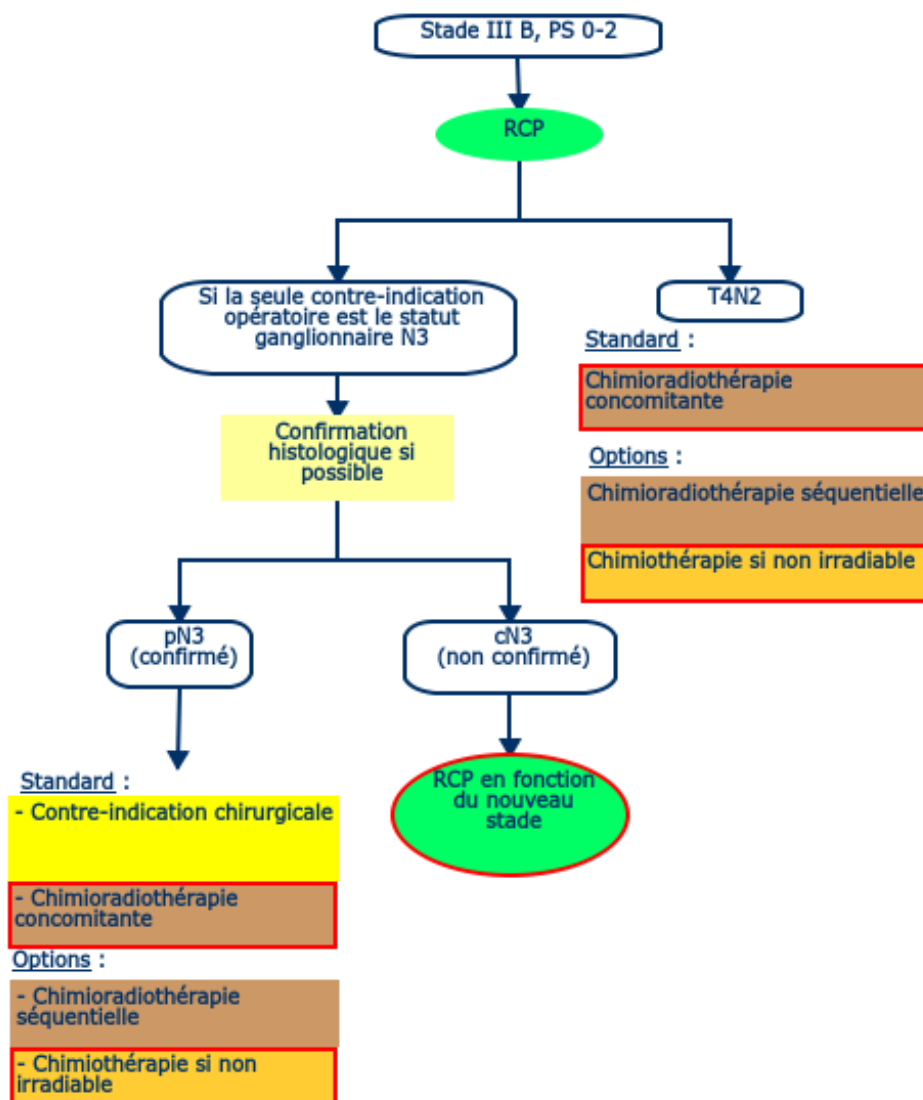 Stade III B, PS 0-2
RCP
Si la seule contre-indication
opératoire est le statut
ganglionnaire N3
T4N2
Standard :
Chimioradiothérapie
concomitante
Options :
Chimioradiothérapie séquentielle
Chimiothérapie si non irradiable
Confirmation
histologique si
possible
pN3
(confirmé)
cN3
(non confirmé)
RCP en fonction
du nouveau
stade
Standard :
- Contre-indication chirurgicale
- Chimioradiothérapie
concomitante
Options :
- Chimioradiothérapie
séquentielle
- Chimiothérapie si non
irradiable